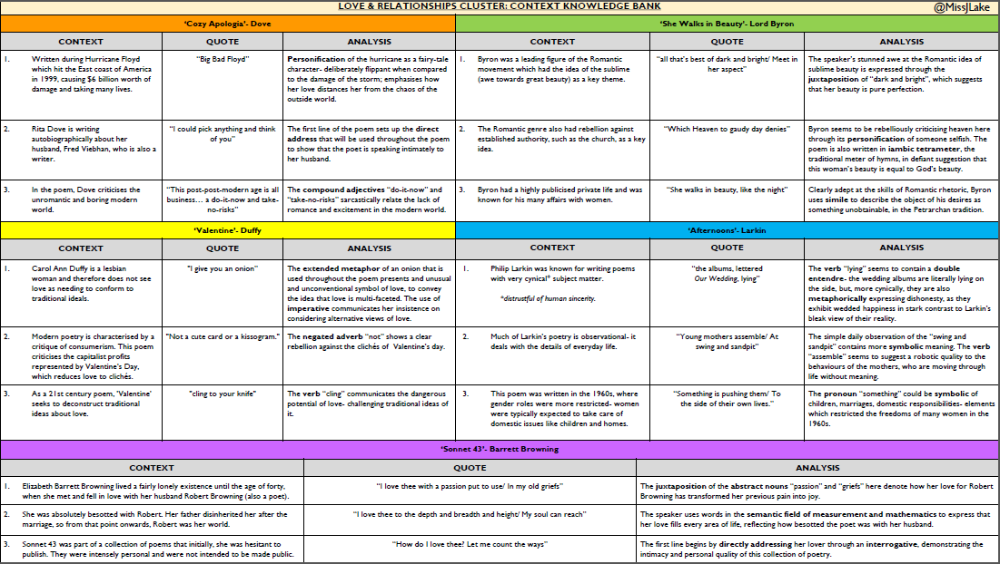 LOVE & RELATIONSHIPS CLUSTER: CONTEXT KNOWLEDGE BANK
@MissJLake
'Cozy Apologia'- Dove
CONTEXT
QUOTE
ANALYSIS
1.
Written during Hurricane Floyd
which hit the East coast of America
in 1999, causing $6 billion worth of
damage and taking many lives.
"Big Bad Floyd"
Personification of the hurricane as a fairy-tale
character- deliberately flippant when compared
to the damage of the storm; emphasises how
her love distances her from the chaos of the
outside world.
2.
Rita Dove is writing
autobiographically about her
husband, Fred Viebhan, who is also a
writer.
"I could pick anything and think
of you"
The first line of the poem sets up the direct
address that will be used throughout the poem
to show that the poet is speaking intimately to
her husband.
3.
In the poem, Dove criticises the
unromantic and boring modern
world.
"This post-post-modern age is all
business… a do-it-now and take-
no-risks"
The compound adjectives "do-it-now" and
"take-no-risks" sarcastically relate the lack of
romance and excitement in the modern world.
'She Walks in Beauty'- Lord Byron
CONTEXT
QUOTE
ANALYSIS
1.
Byron was a leading figure of the Romantic
movement which had the idea of the sublime
(awe towards great beauty) as a key theme.
"all that's best of dark and bright/ Meet in
her aspect"
The speaker's stunned awe at the Romantic idea of
sublime beauty is expressed through the
juxtaposition of "dark and bright", which suggests
that her beauty is pure perfection.
2.
The Romantic genre also had rebellion against
established authority, such as the church, as a key
idea.
"Which Heaven to gaudy day denies"
Byron seems to be rebelliously criticising heaven here
through its personification of someone selfish. The
poem is also written in iambic tetrameter, the
traditional meter of hymns, in defiant suggestion that
this woman's beauty is equal to God's beauty.
3.
Byron had a highly publicised private life and was
known for his many affairs with women.
"She walks in beauty, like the night"
Clearly adept at the skills of Romantic rhetoric, Byron
uses simile to describe the object of his desires as
something unobtainable, in the Petrarchan tradition.
'Valentine'- Duffy
CONTEXT
QUOTE
ANALYSIS
1.
Carol Ann Duffy is a lesbian
woman and therefore does not see
love as needing to conform to
traditional ideals.
"I give you an onion"
The extended metaphor of an onion that is
used throughout the poem presents and unusual
and unconventional symbol of love, to convey
the idea that love is multi-faceted. The use of
imperative communicates her insistence on
considering alternative views of love.
2.
Modern poetry is characterised by a
critique of consumerism. This poem
criticises the capitalist profits
represented by Valentine's Day,
which reduces love to clichés.
"Not a cute card or a kissogram."
The negated adverb "not" shows a clear
rebellion against the clichés of Valentine's day.
3.
As a 21st century poem, 'Valentine'
seeks to deconstruct traditional
ideas about love.
"cling to your knife"
The verb "cling" communicates the dangerous
potential of love- challenging traditional ideas of
it.
'Afternoons'- Larkin
CONTEXT
QUOTE
ANALYSIS
1.
Philip Larkin was known for writing poems
with very cynical* subject matter.
*distrustful of human sincerity.
"the albums, lettered
Our Wedding, lying"
The verb "lying" seems to contain a double
entendre- the wedding albums are literally lying on
the side, but, more cynically, they are also
metaphorically expressing dishonesty, as they
exhibit wedded happiness in stark contrast to Larkin's
bleak view of their reality.
2.
Much of Larkin's poetry is observational- it
deals with the details of everyday life.
"Young mothers assemble/ At
swing and sandpit"
The simple daily observation of the "swing and
sandpit" contains more symbolic meaning. The verb
"assemble" seems to suggest a robotic quality to the
behaviours of the mothers, who are moving through
life without meaning.
3.
This poem was written in the 1960s, where
gender roles were more restricted- women
were typically expected to take care of
domestic issues like children and homes.
"Something is pushing them/ To
the side of their own lives."
The pronoun "something" could be symbolic of
children, marriages, domestic responsibilities- elements
which restricted the freedoms of many women in the
1960s.
'Sonnet 43'- Barrett Browning
CONTEXT
QUOTE
ANALYSIS
1.
Elizabeth Barrett Browning lived a fairly lonely existence until the age of forty,
when she met and fell in love with her husband Robert Browning (also a poet).
"I love thee with a passion put to use/ In my old griefs"
The juxtaposition of the abstract nouns "passion" and "griefs" here denote how her love for Robert
Browning has transformed her previous pain into joy.
2.
She was absolutely besotted with Robert. Her father disinherited her after the
marriage, so from that point onwards, Robert was her world.
"I love thee to the depth and breadth and height/ My soul can reach"
The speaker uses words in the semantic field of measurement and mathematics to express that
her love fills every area of life, reflecting how besotted the poet was with her husband.
3.
Sonnet 43 was part of a collection of poems that initially, she was hesitant to
publish. They were intensely personal and were not intended to be made public.
"How do I love thee? Let me count the ways"
The first line begins by directly addressing her lover through an interrogative, demonstrating the
intimacy and personal quality of this collection of poetry.